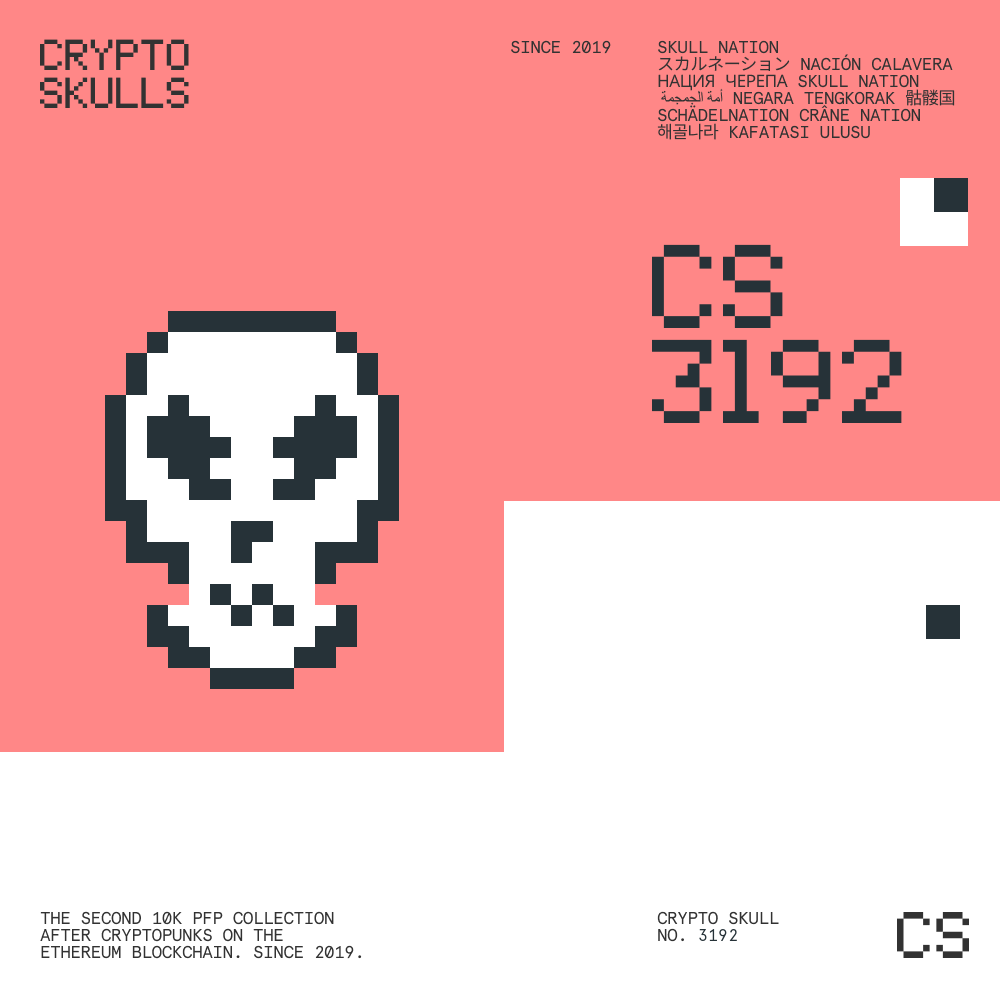 CRYPTO
SKULLS
SINCE 2019
SKULL NATION
スカルネーション NACIÓN CALAVERA
НАЦИЯ ЧЕРЕПА SKULL NATION
أمة الجمجمة NEGARA TENGKORAK 骷髅国
SCHÄDELNATION CRÂNE NATION
해골나라 KAFATASI ULUSU
CS
3192
THE SECOND 10K PFP COLLECTION
AFTER CRYPTOPUNKS ON THE
ETHEREUM BLOCKCHAIN. SINCE 2019.
CRYPTO SKULL
NO. 3192
CS